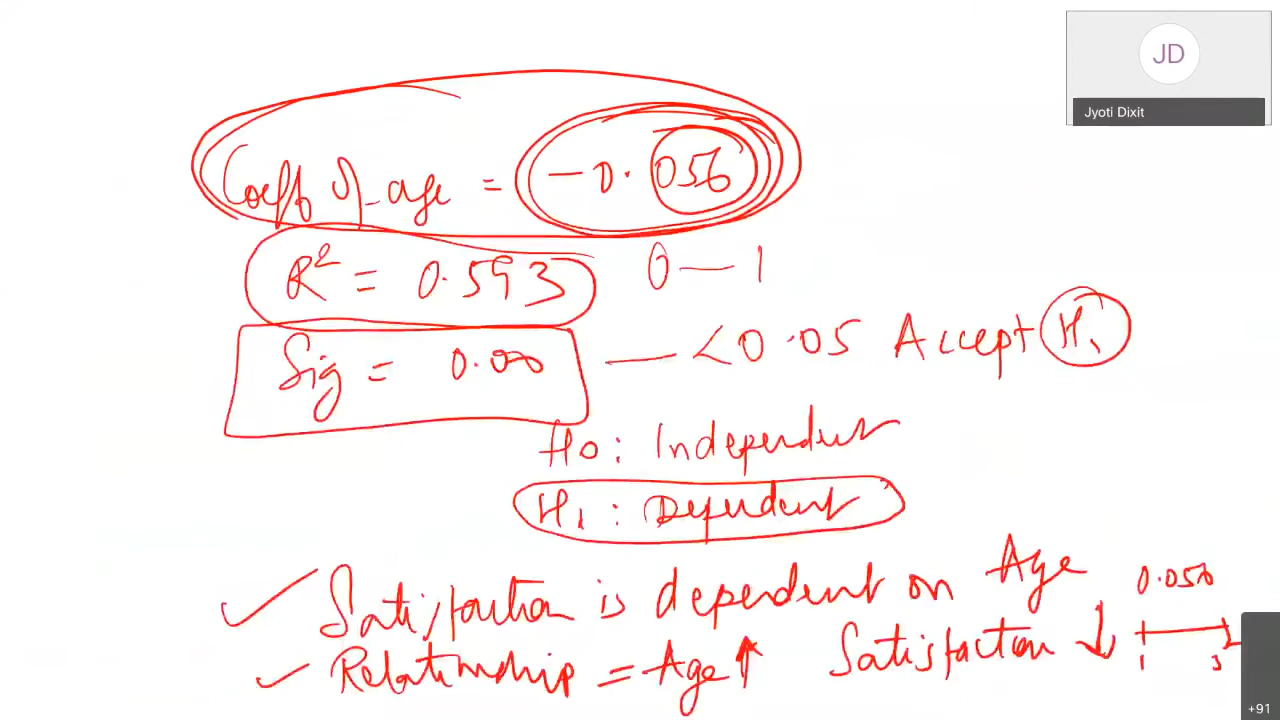 JD
Jyoti Dixit
Coeff of age = -0.056
R² = 0.593 0—1
Sig = 0.00 — <0.05 Accept H₁
H0: Independent
H₁: Dependent
Satisfaction is dependent on Age
0.056
Relationship = Age↑ Satisfaction ↓
1
+91